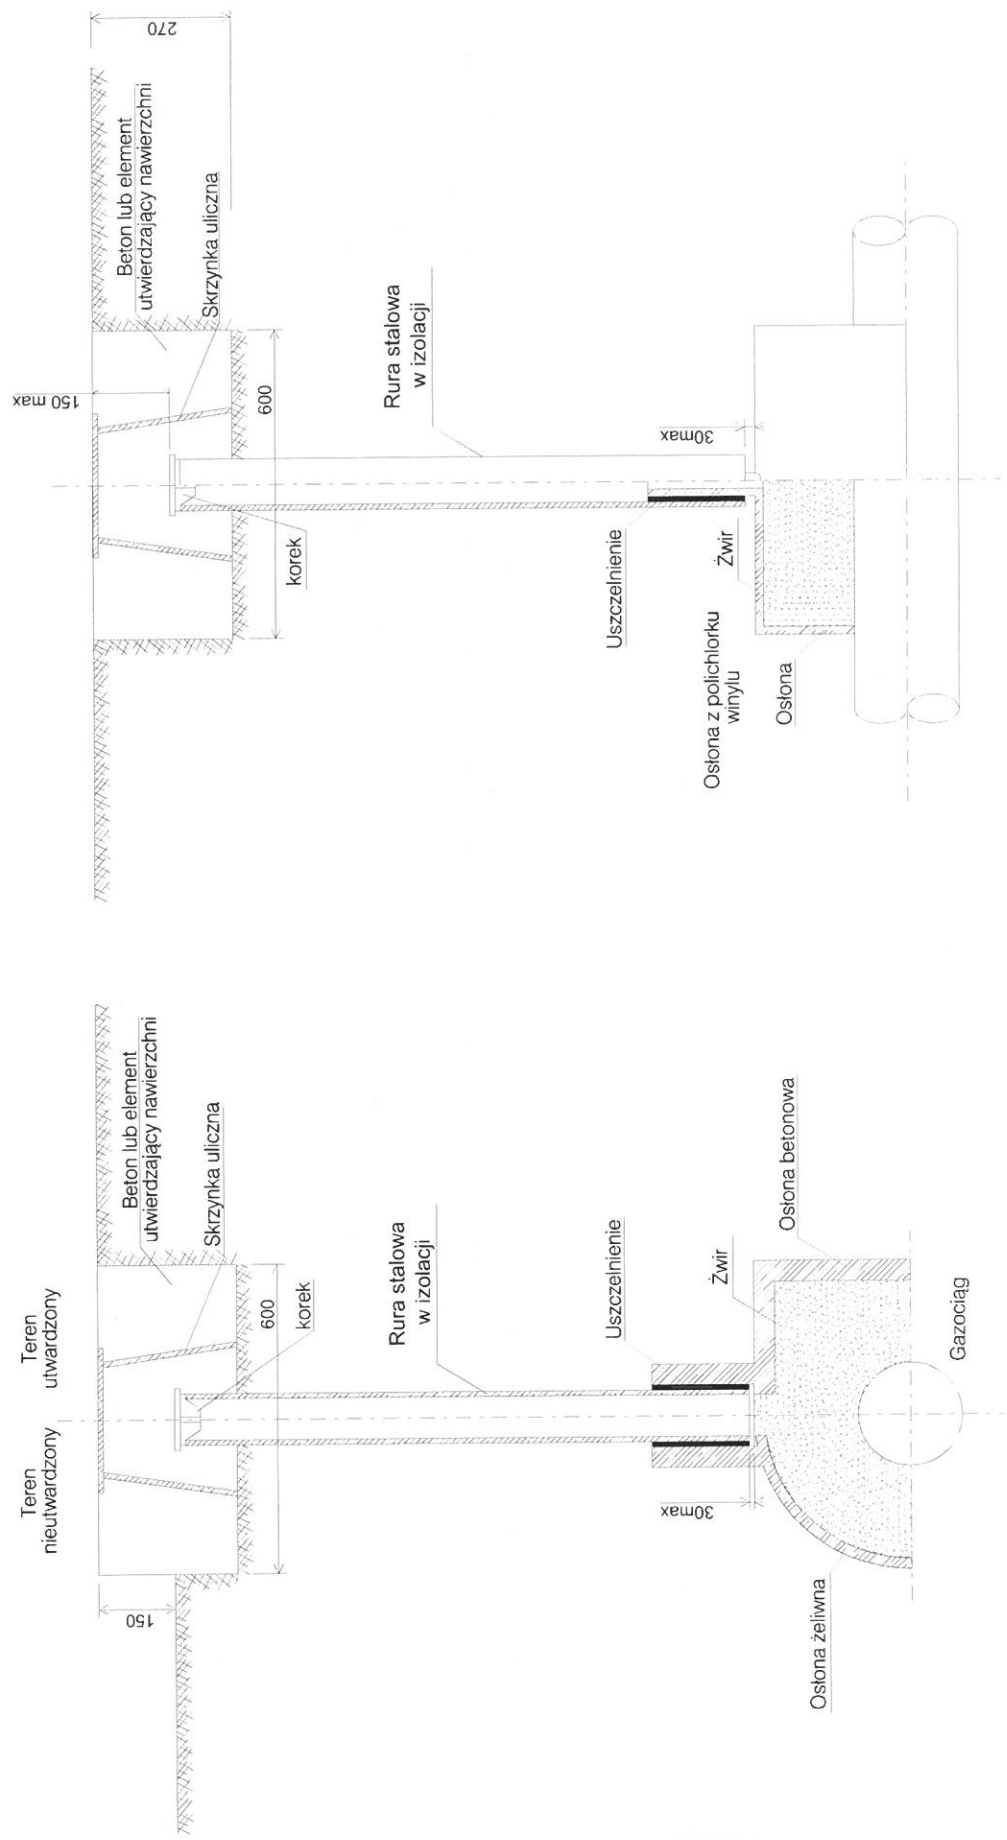 Teren
nieutwardzony
Teren
utwardzony
150
Beton lub element
utwierdzający nawierzchni
Skrzynka uliczna
600
korek
Rura stalowa
w izolacji
Uszczelnienie
30max
Żwir
Osłona betonowa
Osłona żeliwna
Gazociąg
270
150 max
Beton lub element
utwierdzający nawierzchni
Skrzynka uliczna
600
korek
Rura stalowa
w izolacji
Uszczelnienie
30max
Żwir
Osłona z polichlorku
winylu
Osłona